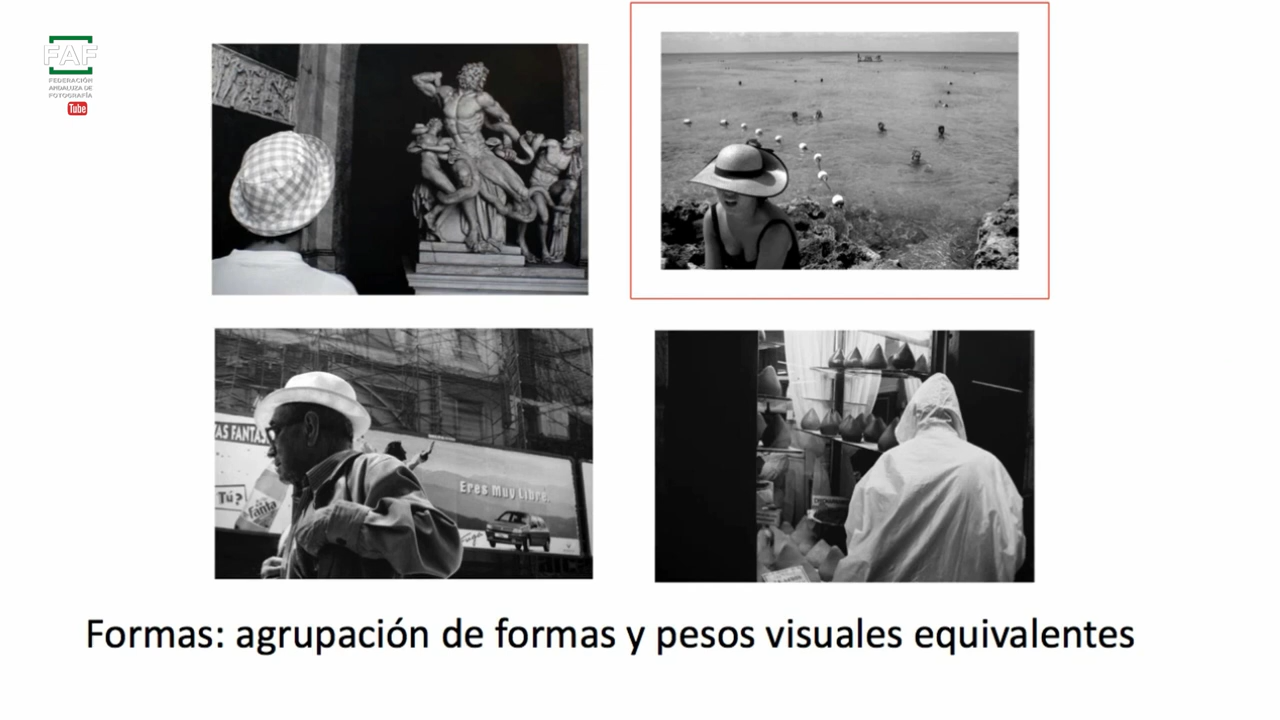 FAF
FEDERACIÓN
ANDALUZA DE
FOTOGRAFÍA
Tube
AS FANTAS
Tú?
Fanta
Eres Muy Libre.
Formas: agrupación de formas y pesos visuales equivalentes